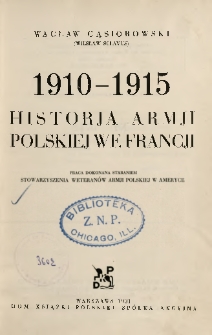 WACŁAW GĄSIOROWSKI
(WIESŁAW SCLAVUS)
1910-1915
HISTORJA ARMJI
POLSKIEJ WE FRANCJI
PRACA DOKONANA STARANIEM
STOWARZYSZENIA WETERANÓW ARMJI POLSKIEJ W AMERYCE
BIBLIOTEKA
Z.N.P.
CHICAGO, ILL.
D P
K P
WARSZAWA 1931
DOM KSIĄŻKI POLSKIEJ SPÓŁKA AKCYJNA